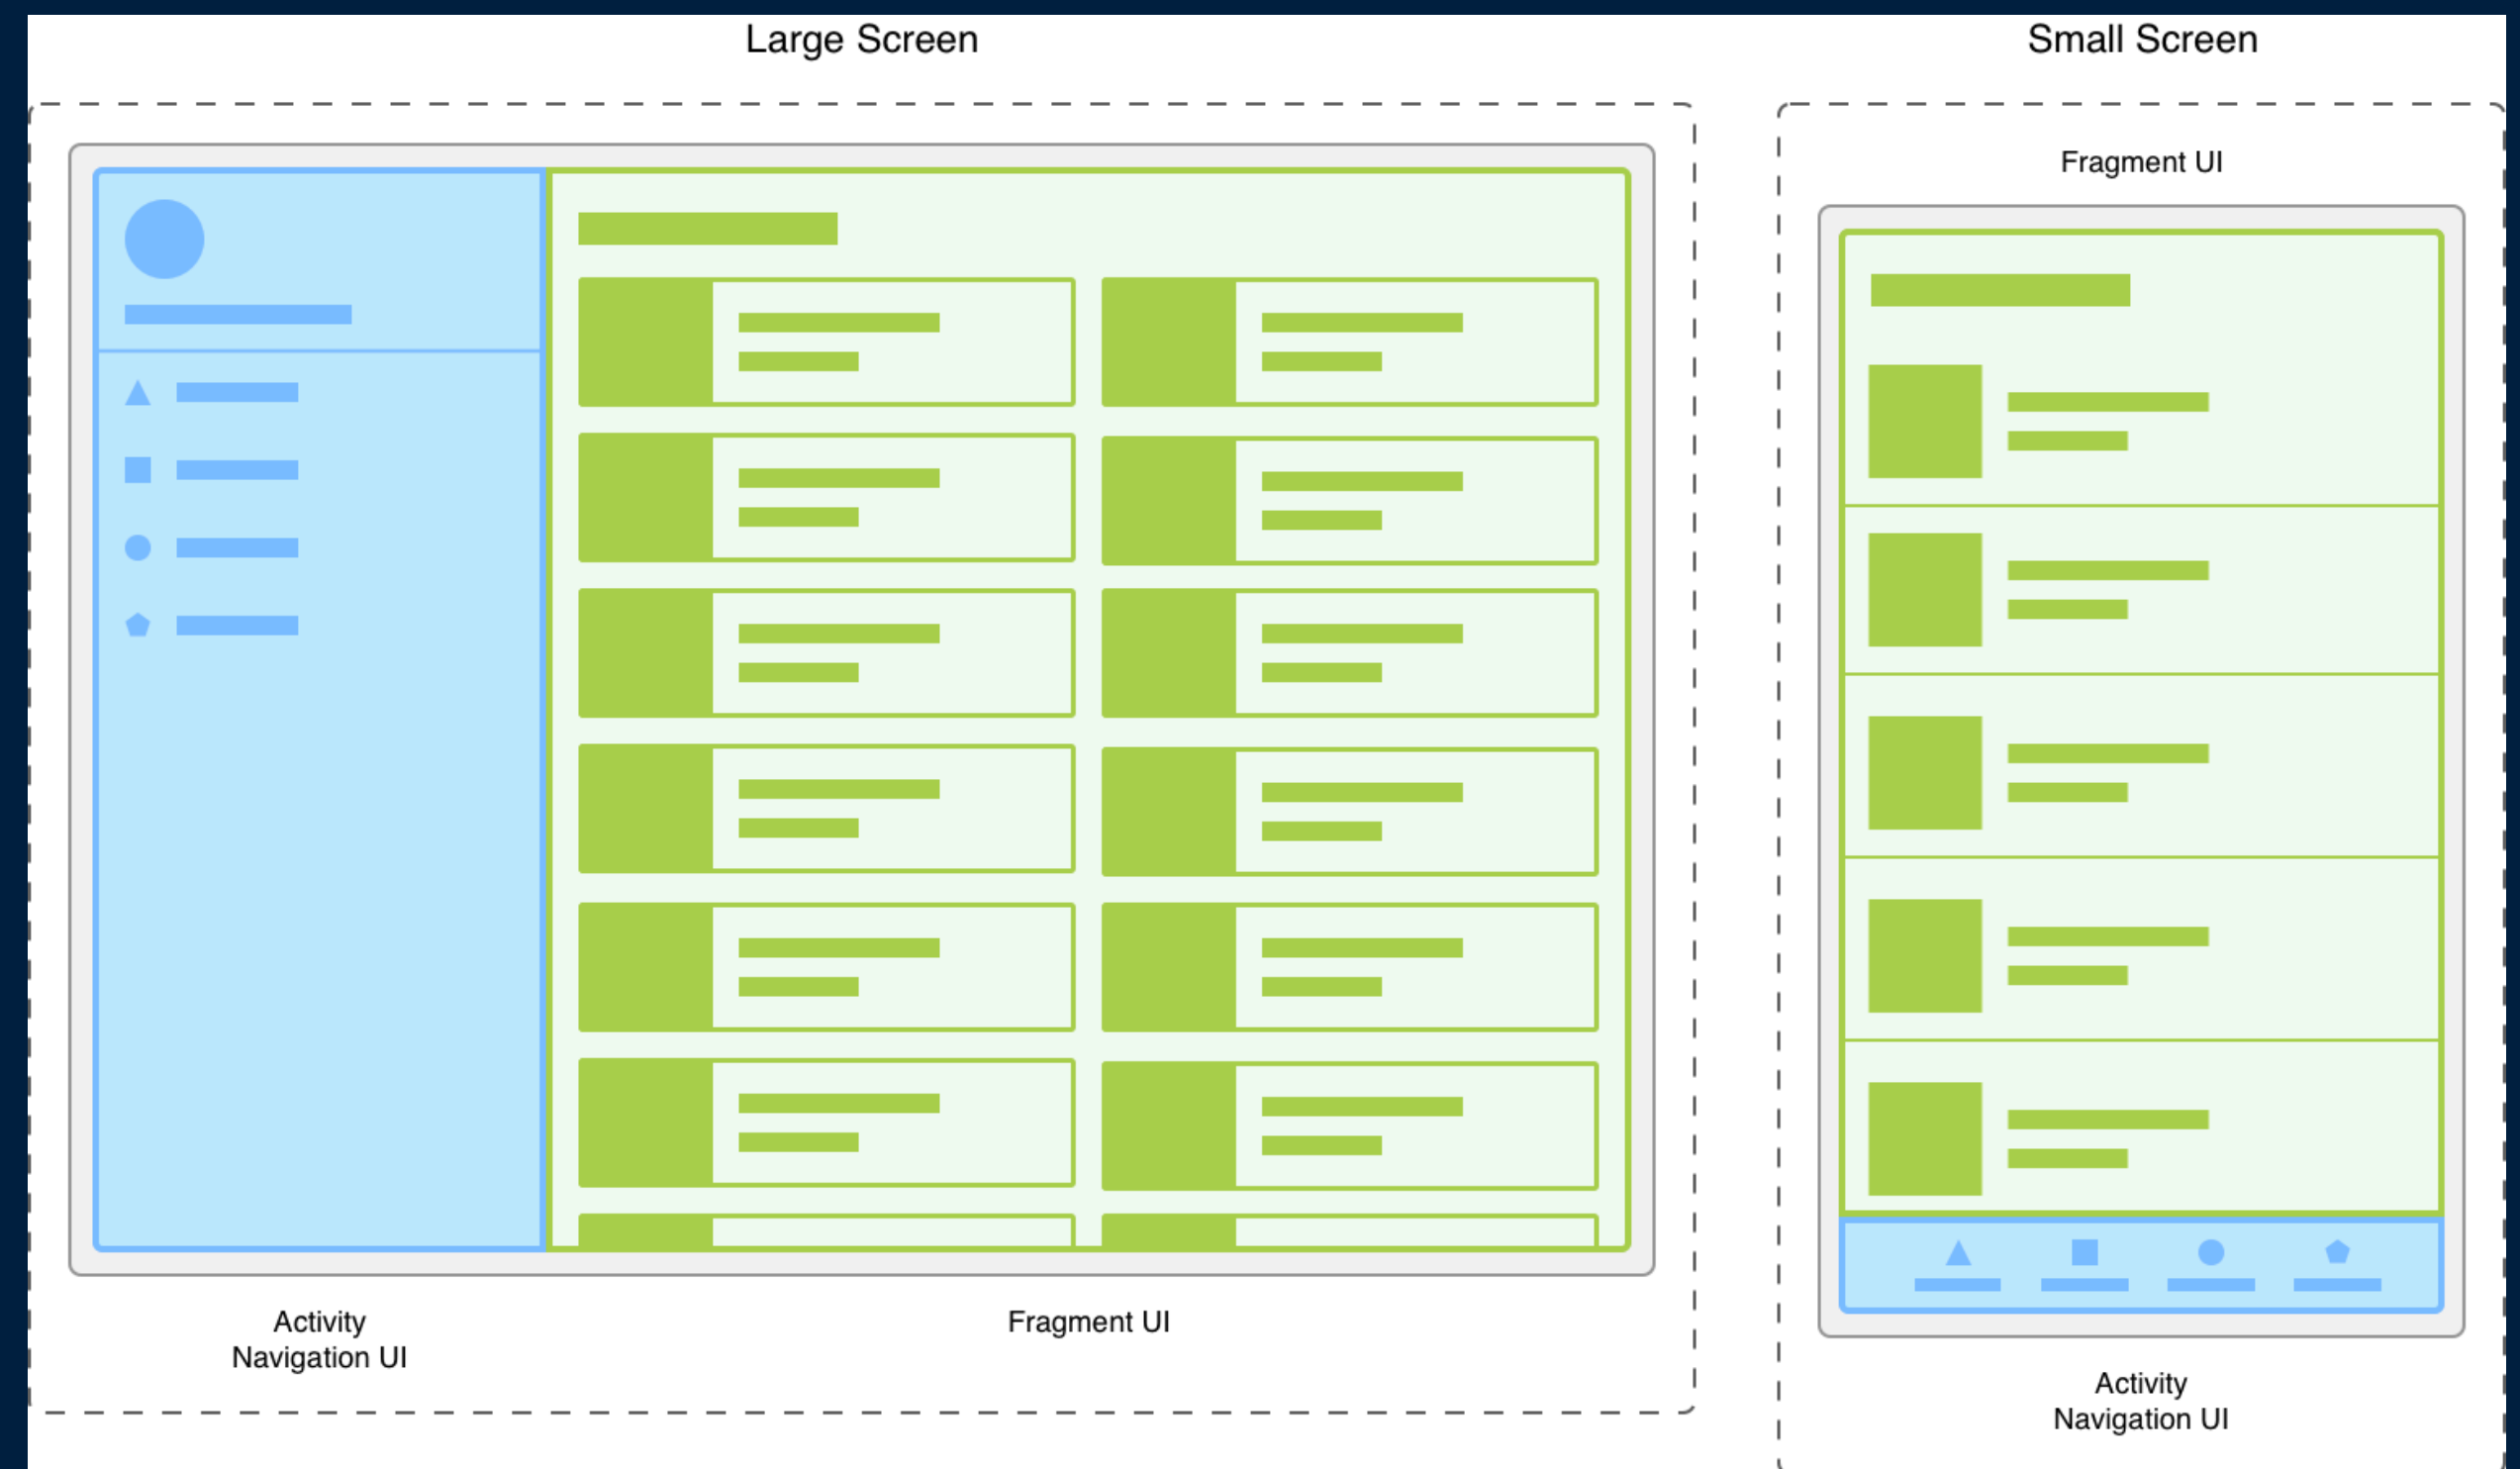 Large Screen
Activity
Navigation UI
Fragment UI
Small Screen
Fragment UI
Activity
Navigation UI